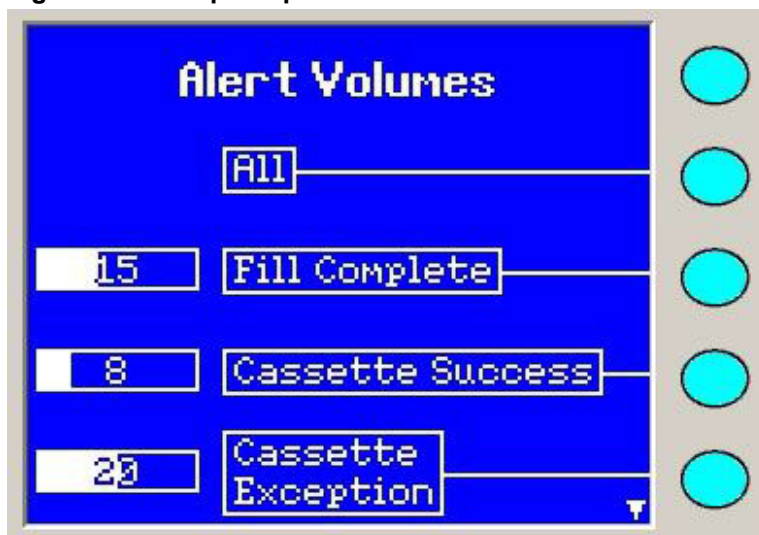 Alert Volumes
All
15 Fill Complete
8 Cassette Success
20 Cassette
Exception